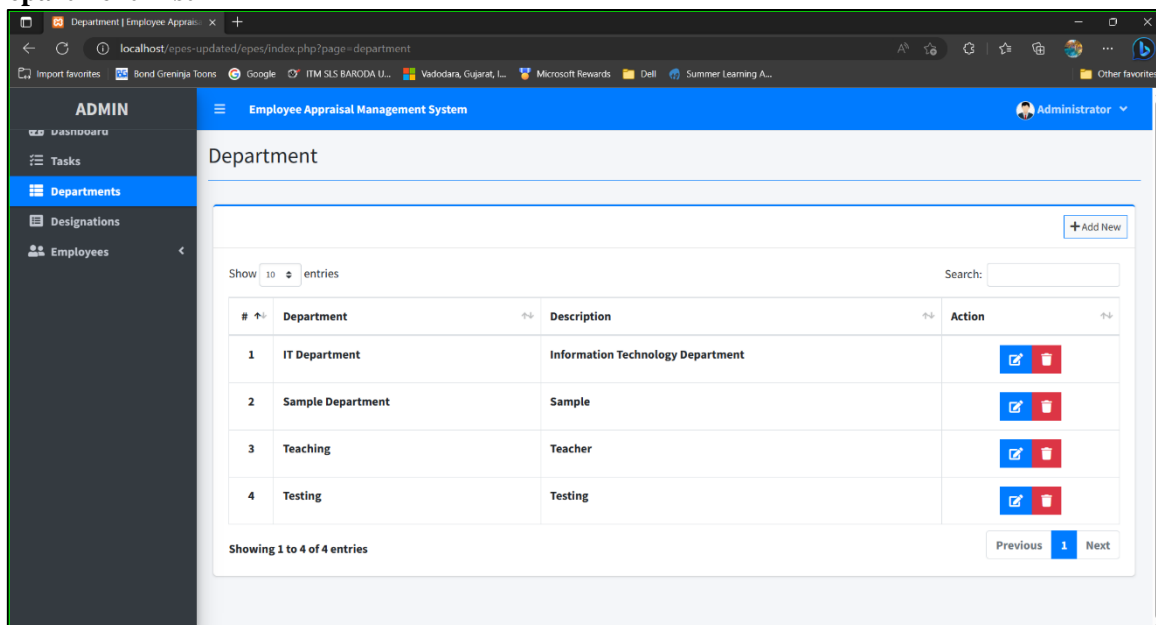 Department | Employee Apprais
localhost/epes-updated/epes/index.php?page=department
Import favorites Bond Greninja Toons Google ITM SLS BARODA U... Vadodara, Gujarat, I... Microsoft Rewards Dell Summer Learning A... Other favorites
ADMIN Employee Appraisal Management System Administrator
Dashboard
Tasks
Departments
Designations
Employees
Department
+ Add New
Show 10 entries Search:
# Department Description Action
1 IT Department Information Technology Department
2 Sample Department Sample
3 Teaching Teacher
4 Testing Testing
Showing 1 to 4 of 4 entries Previous 1 Next